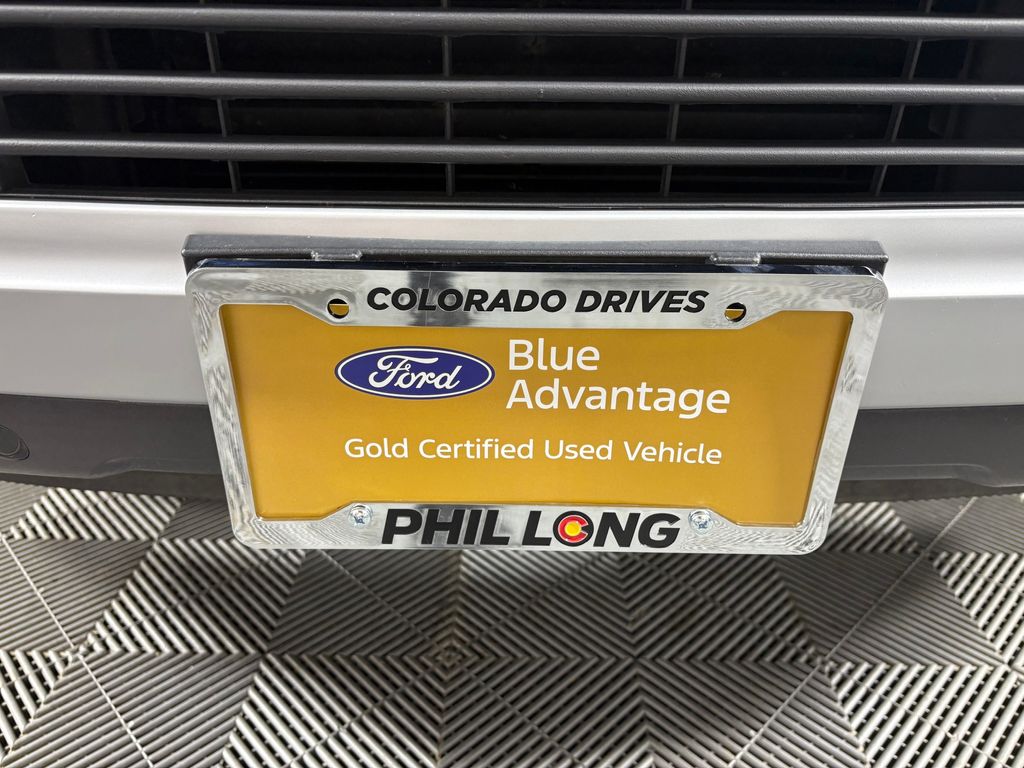 COLORADO DRIVES
Ford
Blue
Advantage
Gold Certified Used Vehicle
PHIL LONG